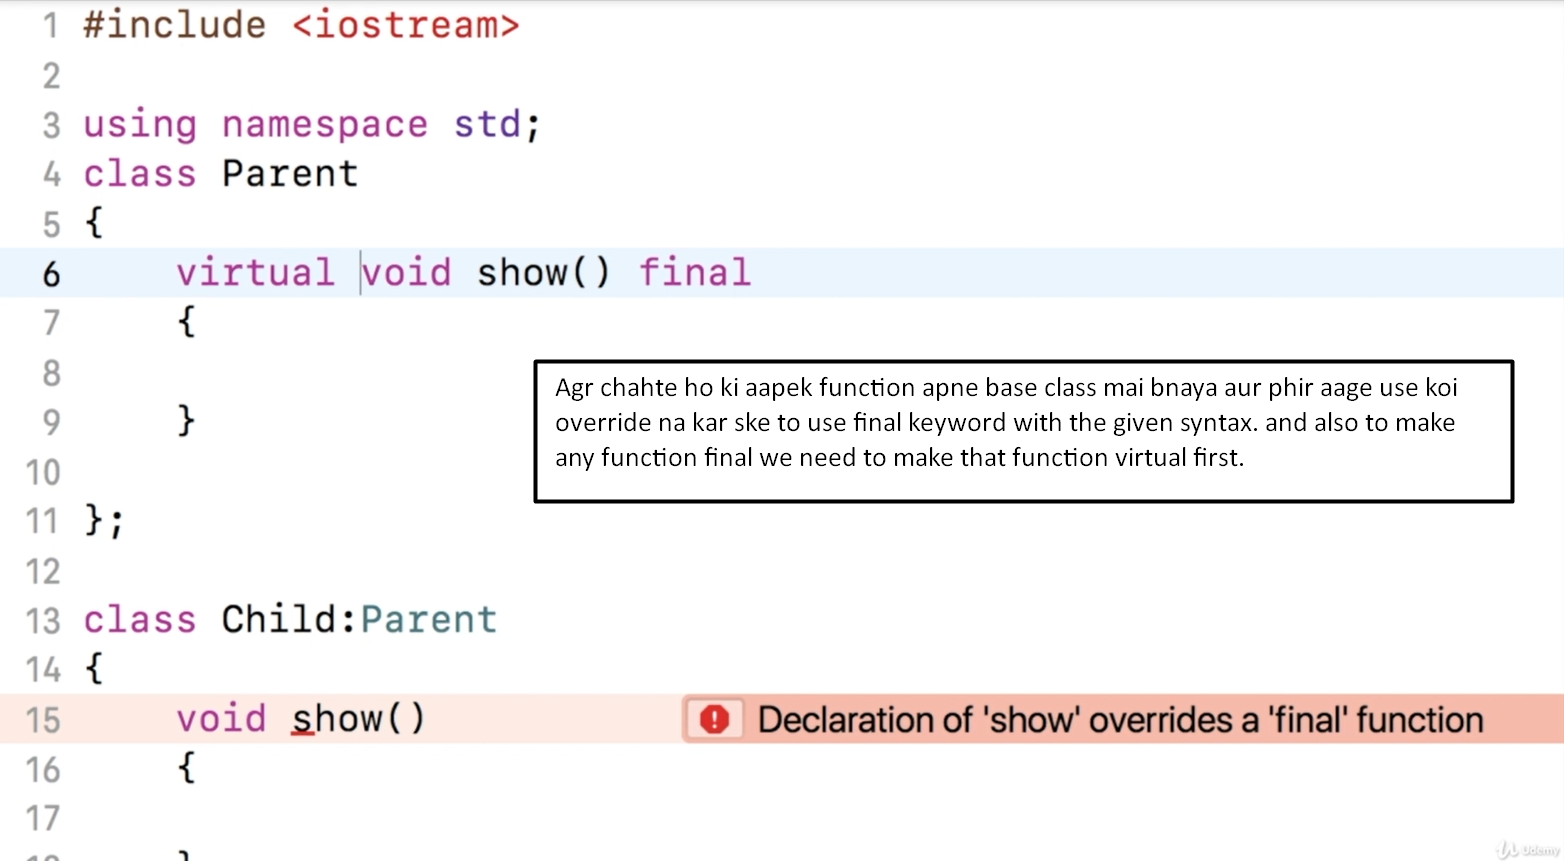 1 #include <iostream>
2
3 using namespace std;
4 class Parent
5 {
6     virtual void show() final
7     {
8
Agr chahte ho ki aapek function apne base class mai bnaya aur phir aage use koi
override na kar ske to use final keyword with the given syntax. and also to make
any function final we need to make that function virtual first.
9     }
10
11 };
12
13 class Child:Parent
14 {
15     void show() Declaration of 'show' overrides a 'final' function
16     {
17
}
Udemy